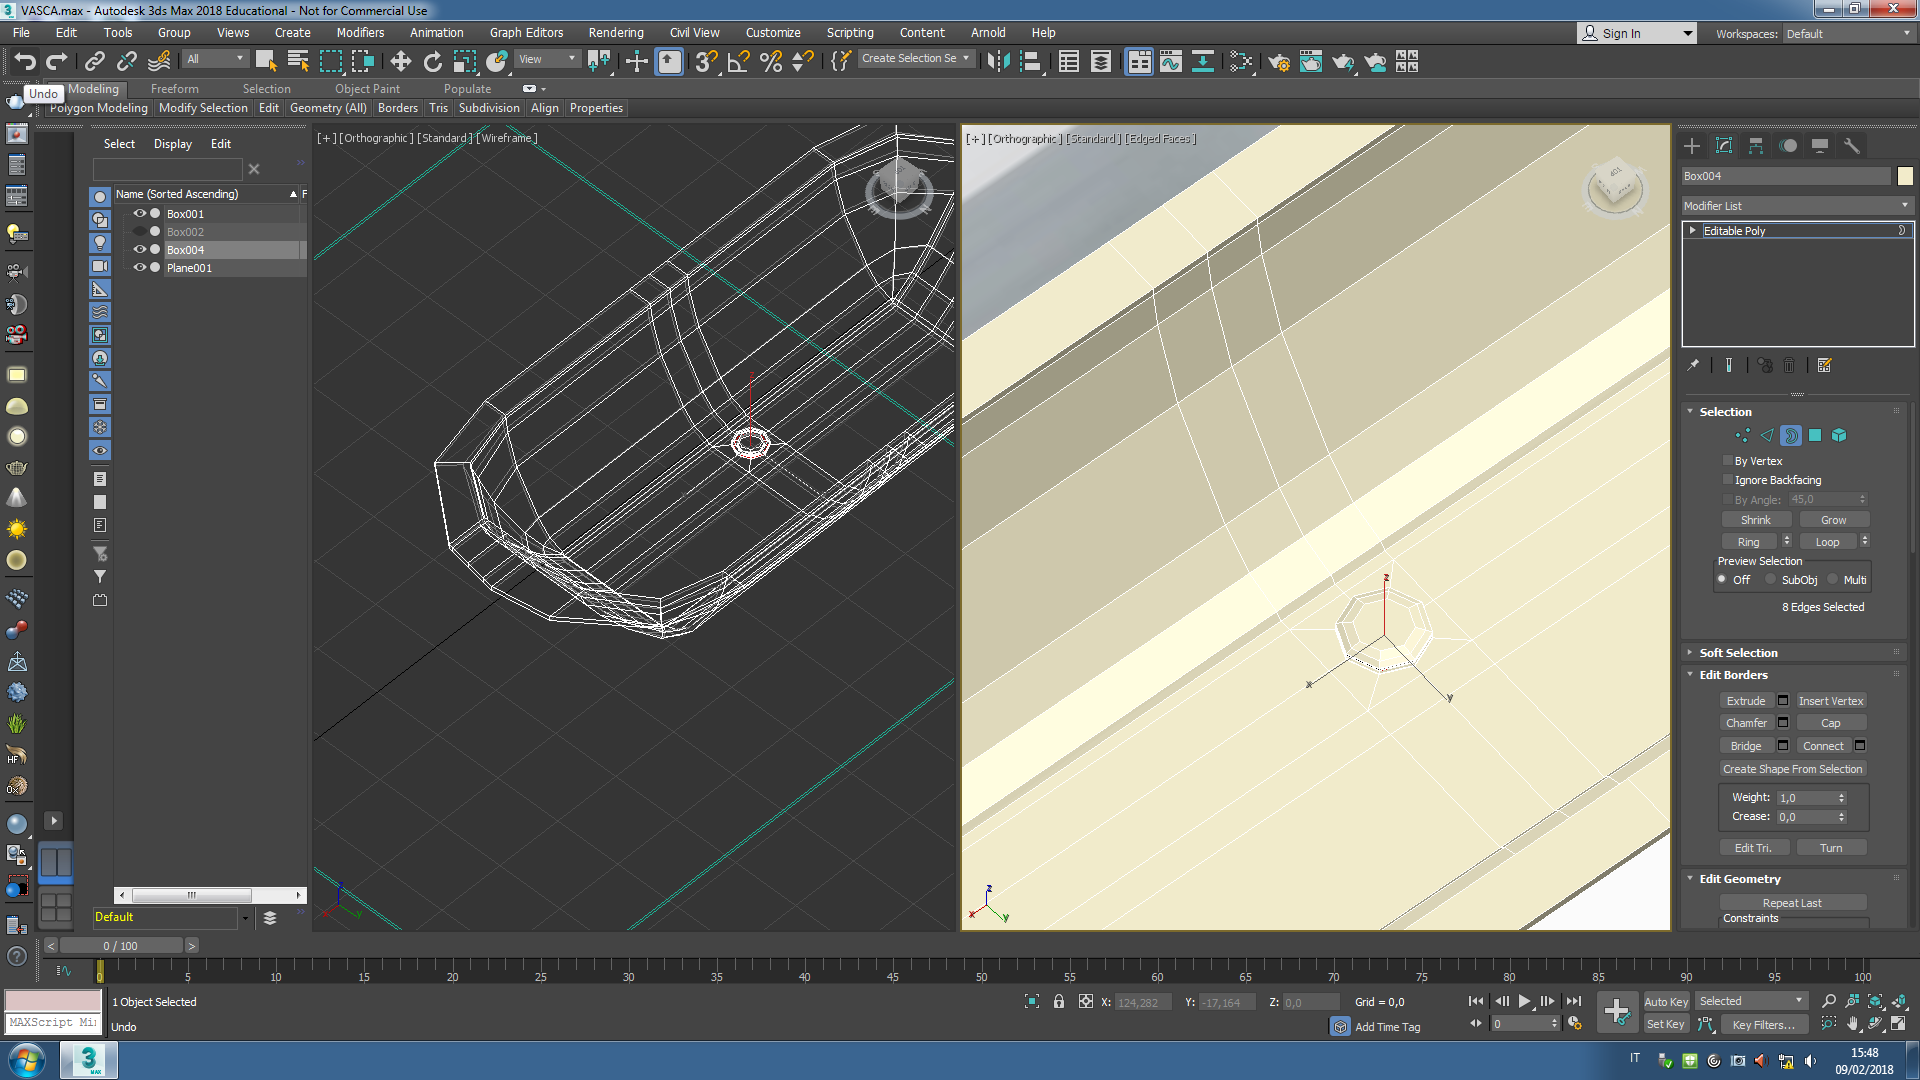 VASCA.max - Autodesk 3ds Max 2018 Educational - Not for Commercial Use
File Edit Tools Group Views Create Modifiers Animation Graph Editors Rendering Civil View Customize Scripting Content Arnold Help
Sign In Workspaces: Default
All View Create Selection Se
Undo
Modeling Freeform Selection Object Paint Populate
Polygon Modeling Modify Selection Edit Geometry (All) Borders Tris Subdivision Align Properties
Select Display Edit
Name (Sorted Ascending) F
Box001
Box002
Box004
Plane001
Default
[+] [Orthographic] [Standard] [Wireframe]
z
z y x
[+] [Orthographic] [Standard] [Edged Faces]
TOP
z
x
y
z
x y
Box004
Modifier List
Editable Poly
Selection
By Vertex
Ignore Backfacing
By Angle: 45,0
Shrink Grow
Ring Loop
Preview Selection
Off SubObj Multi
8 Edges Selected
Soft Selection
Edit Borders
Extrude Insert Vertex
Chamfer Cap
Bridge Connect
Create Shape From Selection
Weight: 1,0
Crease: 0,0
Edit Tri. Turn
Edit Geometry
Repeat Last
Constraints
< 0 / 100 >
0 5 10 15 20 25 30 35 40 45 50 55 60 65 70 75 80 85 90 95 100
1 Object Selected
X: 124,282 Y: -17,164 Z: 0,0 Grid = 0,0
Auto Key Selected
MAXScript Mi
Undo
Add Time Tag
0
Set Key Key Filters...
3 MAX
IT
15:48
09/02/2018